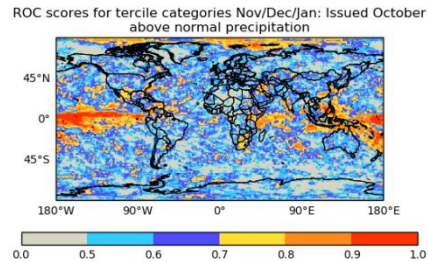 ROC scores for tercile categories Nov/Dec/Jan: Issued October
above normal precipitation
45°N
0°
45°S
180°W 90°W 0° 90°E 180°E
0.0 0.5 0.6 0.7 0.8 0.9 1.0